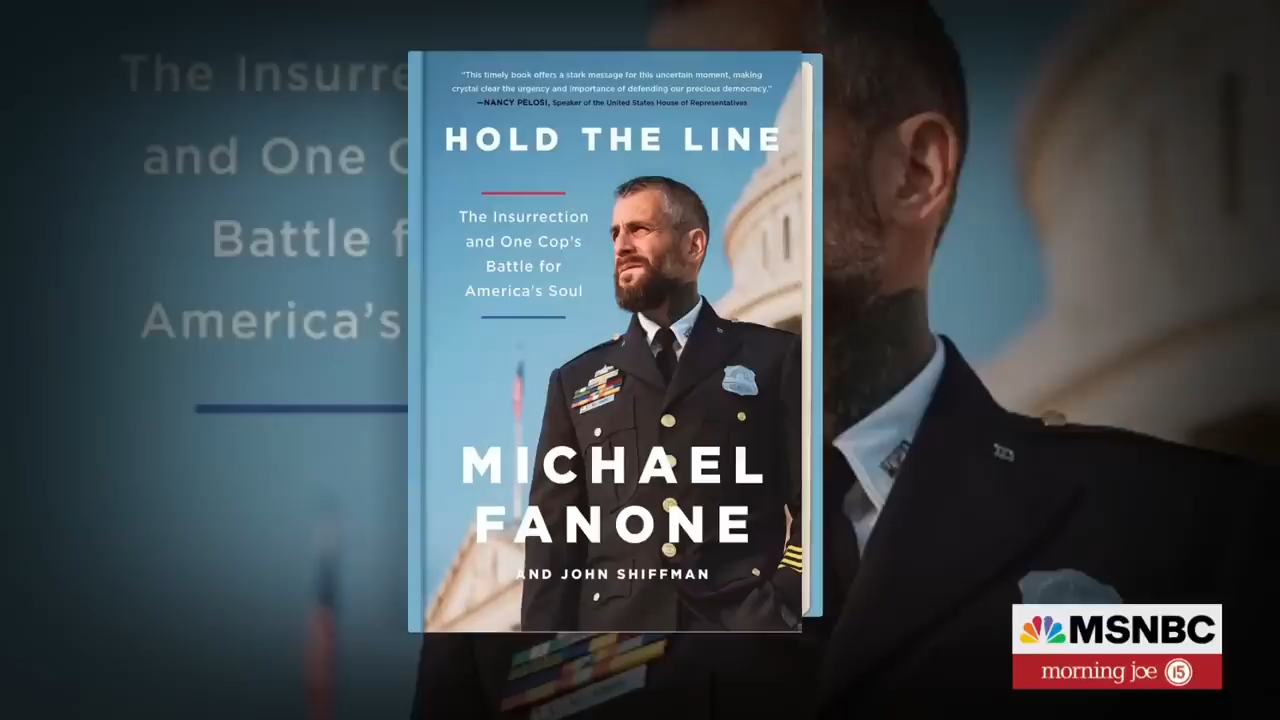 "This timely book offers a stark message for this uncertain moment, making
crystal clear the urgency and importance of defending our precious democracy."
—NANCY PELOSI, Speaker of the United States House of Representatives
HOLD THE LINE
The Insurrection
and One Cop's
Battle for
America's Soul
MICHAEL
FANONE
AND JOHN SHIFFMAN
The Insurre
and One C
Battle f
America's
MSNBC
morning joe 15